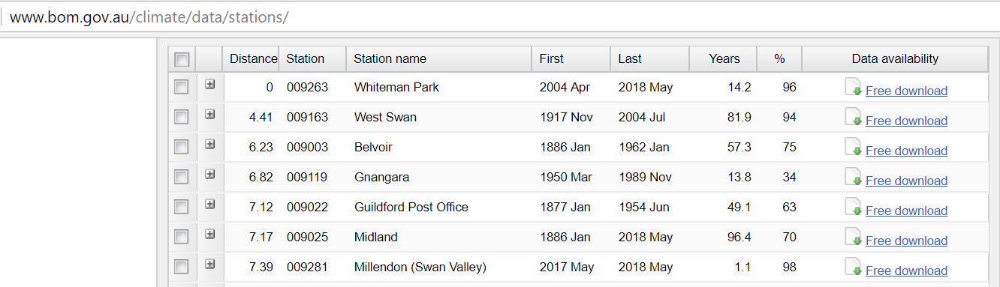 www.bom.gov.au/climate/data/stations/
Distance Station Station name First Last Years % Data availability
0 009263 Whiteman Park 2004 Apr 2018 May 14.2 96 Free download
4.41 009163 West Swan 1917 Nov 2004 Jul 81.9 94 Free download
6.23 009003 Belvoir 1886 Jan 1962 Jan 57.3 75 Free download
6.82 009119 Gnangara 1950 Mar 1989 Nov 13.8 34 Free download
7.12 009022 Guildford Post Office 1877 Jan 1954 Jun 49.1 63 Free download
7.17 009025 Midland 1886 Jan 2018 May 96.4 70 Free download
7.39 009281 Millendon (Swan Valley) 2017 May 2018 May 1.1 98 Free download